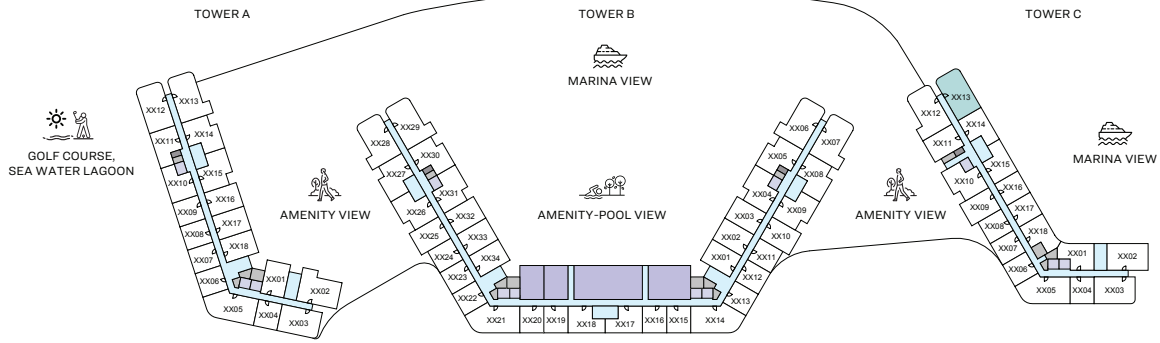 TOWER A
TOWER B
TOWER C
MARINA VIEW
GOLF COURSE,
SEA WATER LAGOON
AMENITY VIEW
AMENITY-POOL VIEW
AMENITY VIEW
MARINA VIEW
XX12
XX13
XX11
XX14
XX10
XX15
XX09
XX16
XX08
XX17
XX07
XX18
XX06
XX01
XX02
XX05
XX04
XX03
XX29
XX28
XX30
XX27
XX31
XX26
XX32
XX25
XX33
XX24
XX34
XX23
XX22
XX21
XX20
XX19
XX18
XX17
XX16
XX15
XX14
XX06
XX07
XX05
XX08
XX04
XX09
XX03
XX10
XX02
XX11
XX01
XX12
XX13
XX13
XX12
XX14
XX11
XX15
XX10
XX16
XX09
XX17
XX08
XX18
XX07
XX06
XX01
XX02
XX05
XX04
XX03